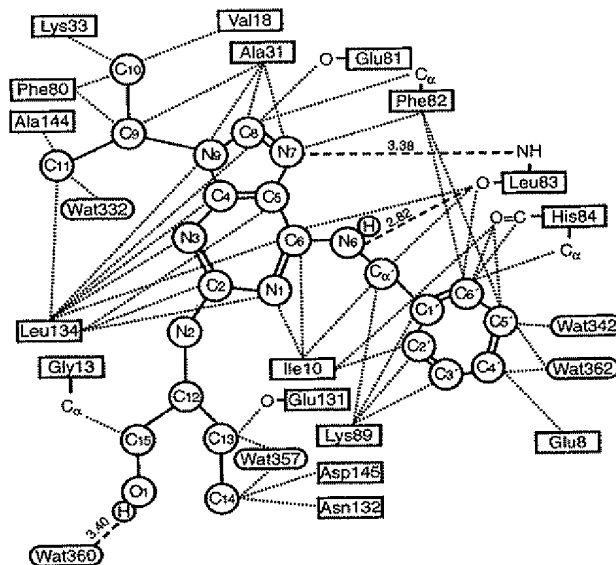 Lys33
Val18
Ala31
C10
O
Glu81
Cα
Phe80
Phe82
Ala144
C9
C8
C11
N9
N7
3.38
NH
Wat332
C4
C5
O
Leu83
H
2.82
O=C
His84
N3
C6
N6
Cα
Cα
C2
N1
C1'
C6'
Leu134
N2
C5'
Wat342
C2'
Gly13
Ile10
C3'
C4'
Wat362
Cα
C12
O
Glu131
C15
C13
Lys89
Glu8
Wat357
O1
C14
Asp145
H
Asn132
3.40
Wat360